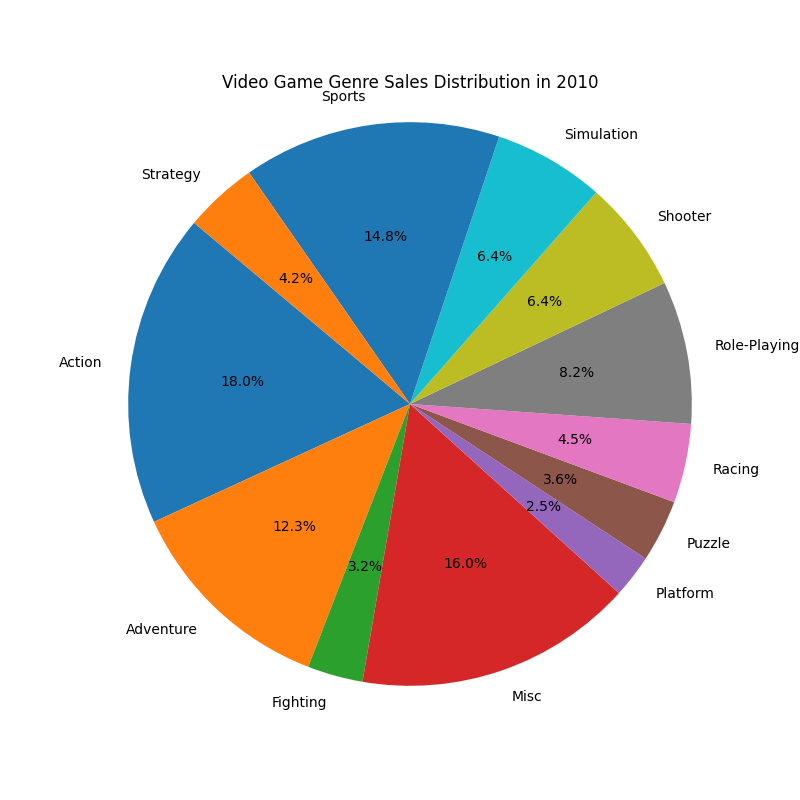 Video Game Genre Sales Distribution in 2010
Sports
Simulation
Strategy
Shooter
14.8%
6.4%
4.2%
6.4%
Role-Playing
Action
8.2%
18.0%
4.5%
Racing
3.6%
2.5%
12.3%
Puzzle
3.2%
16.0%
Platform
Adventure
Misc
Fighting